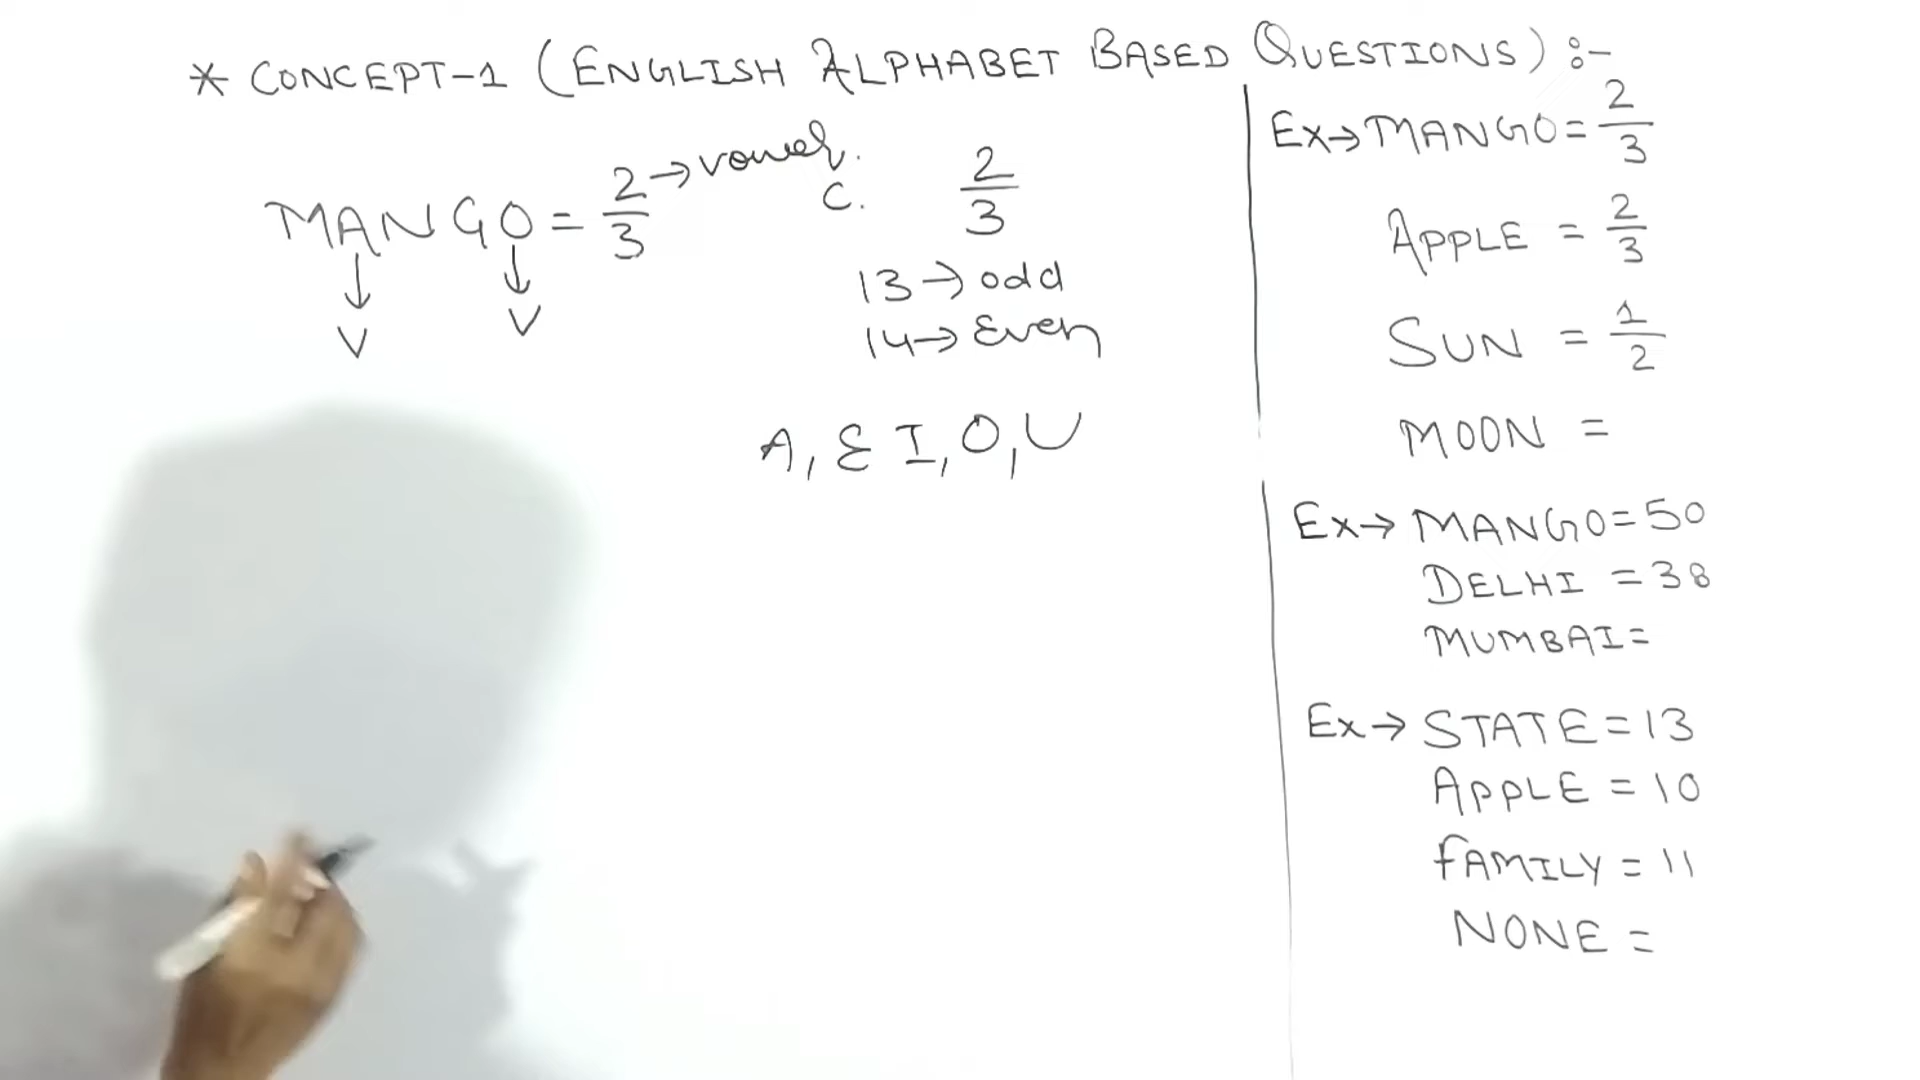 * CONCEPT-1 (ENGLISH ALPHABET BASED QUESTIONS) :-
MANGO = 2/3 → vowel.
C.
V
V
2/3
13 → odd
14 → Even
A, E I, O, U
Ex → MANGO = 2/3
APPLE = 2/3
SUN = 1/2
MOON =
Ex → MANGO = 50
DELHI = 38
MUMBAI =
Ex → STATE = 13
APPLE = 10
fAMILY = 11
NONE =